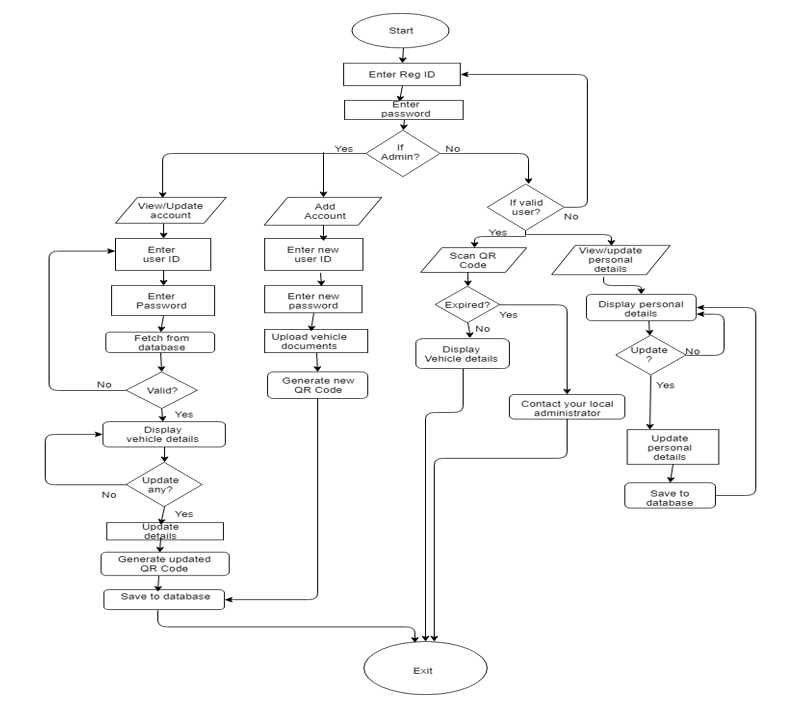 Start
Enter Reg ID
Enter
password
If
Admin?
Yes
No
View/Update
account
Add
Account
If valid
user?
No
Yes
Enter
user ID
Enter new
user ID
Scan QR
Code
View/update
personal
details
Enter
Password
Enter new
password
Expired?
Yes
No
Display personal
details
Fetch from
database
Upload vehicle
documents
Display
Vehicle details
Update
?
No
Yes
Valid?
No
Yes
Generate new
QR Code
Contact your local
administrator
Display
vehicle details
Update
personal
details
Update
any?
No
Yes
Save to
database
Update
details
Generate updated
QR Code
Save to database
Exit